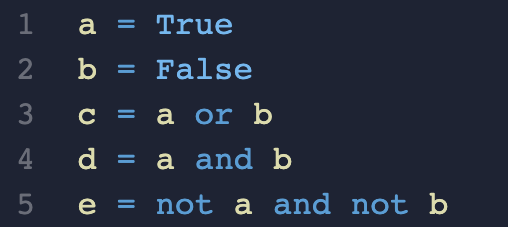 1 a = True
2 b = False
3 c = a or b
4 d = a and b
5 e = not a and not b